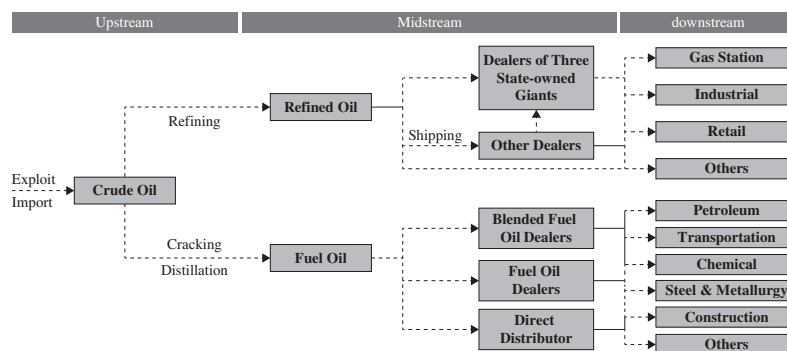 Upstream
Midstream
downstream
Dealers of Three
State-owned
Giants
Gas Station
Industrial
Refined Oil
Refining
Shipping
Other Dealers
Retail
Others
Exploit
Import
Crude Oil
Cracking
Distillation
Fuel Oil
Blended Fuel
Oil Dealers
Fuel Oil
Dealers
Direct
Distributor
Petroleum
Transportation
Chemical
Steel & Metallurgy
Construction
Others